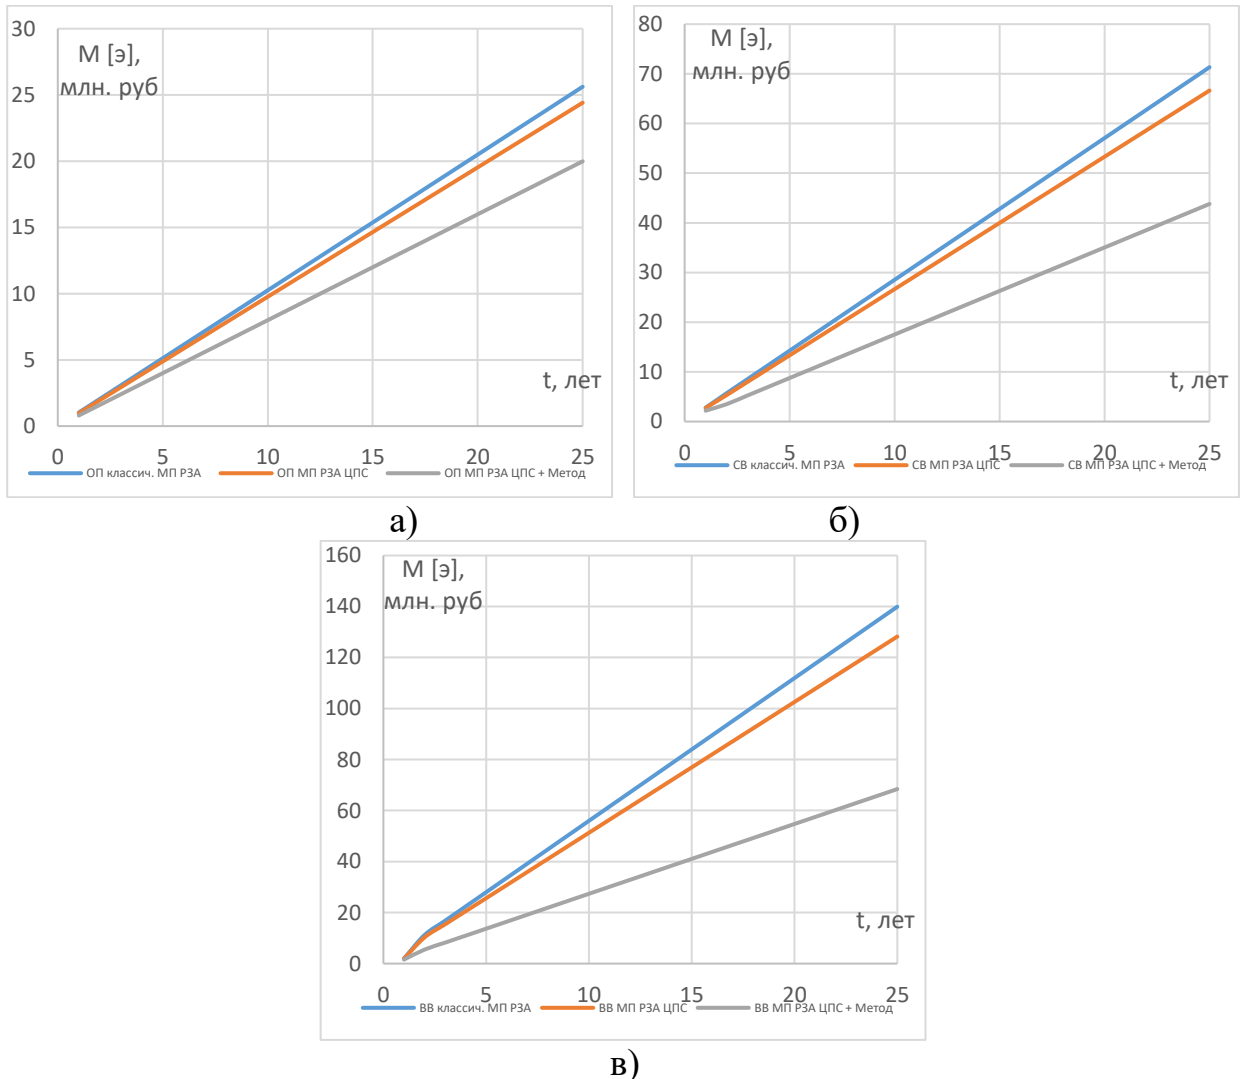 30
25
20
15
10
5
0
М [э],
млн. руб
t, лет
0 5 10 15 20 25
ОП классич. МП РЗА ОП МП РЗА ЦПС ОП МП РЗА ЦПС + Метод
а)
80
70
60
50
40
30
20
10
0
М [э],
млн. руб
t, лет
0 5 10 15 20 25
СВ классич. МП РЗА СВ МП РЗА ЦПС СВ МП РЗА ЦПС + Метод
б)
160
140
120
100
80
60
40
20
0
М [э],
млн. руб
t, лет
0 5 10 15 20 25
ВВ классич. МП РЗА ВВ МП РЗА ЦПС ВВ МП РЗА ЦПС + Метод
в)